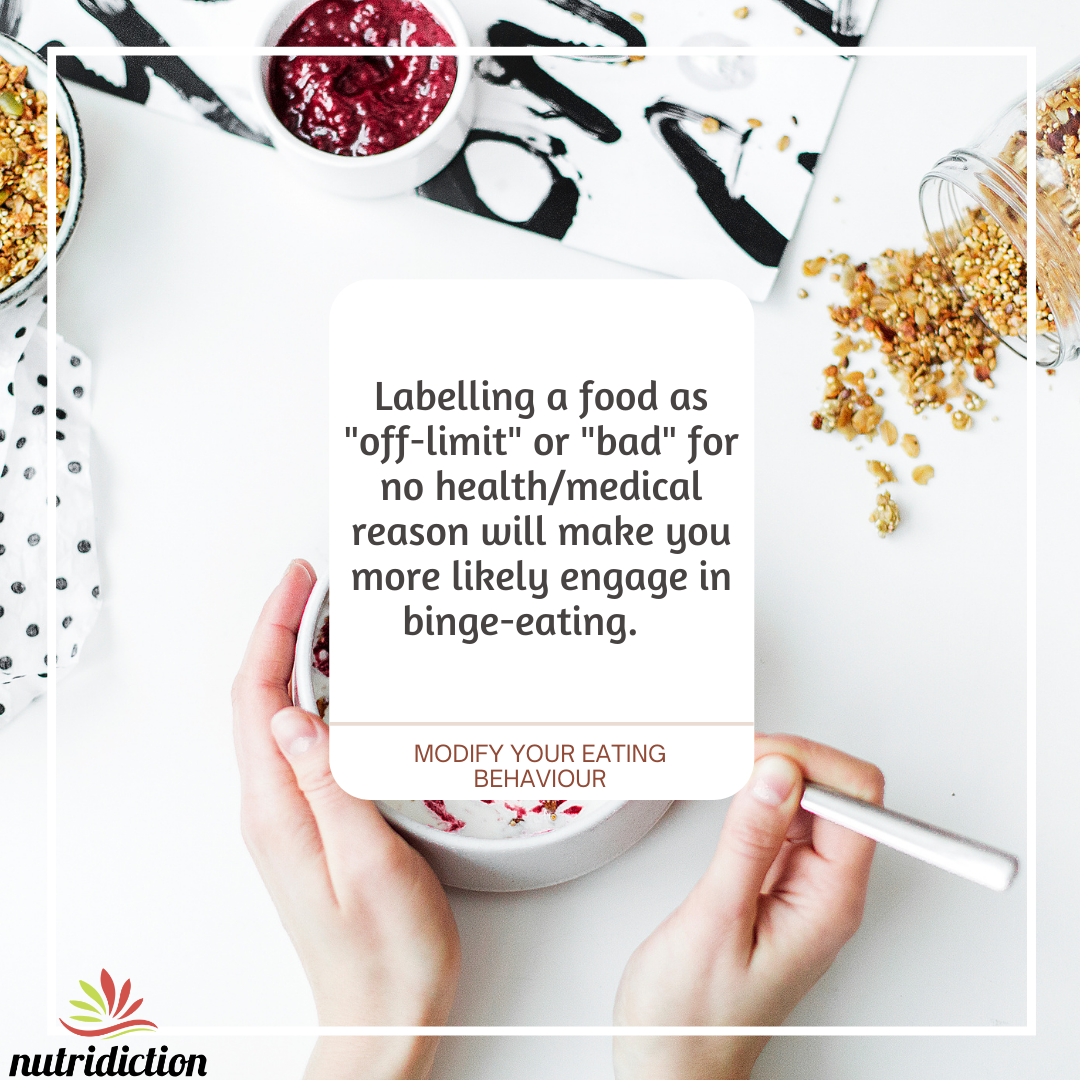 Labelling a food as
"off-limit" or "bad" for
no health/medical
reason will make you
more likely engage in
binge-eating.
MODIFY YOUR EATING
BEHAVIOUR
nutridiction